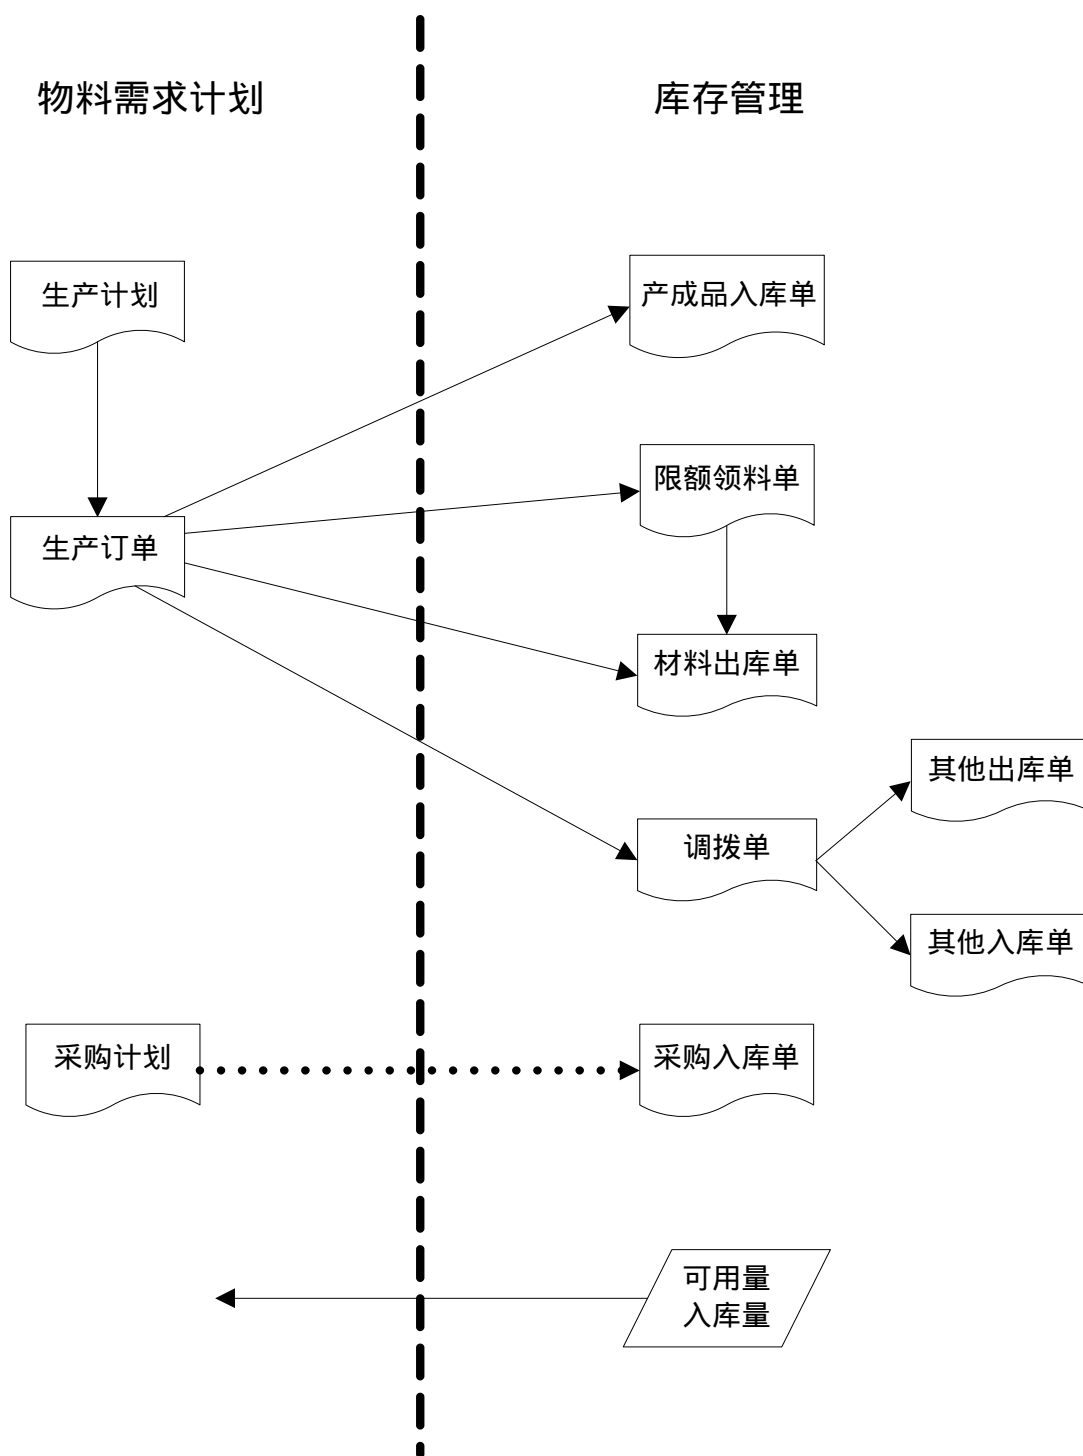 物料需求计划
库存管理
生产计划
产成品入库单
限额领料单
生产订单
材料出库单
其他出库单
调拨单
其他入库单
采购计划
采购入库单
可用量
入库量